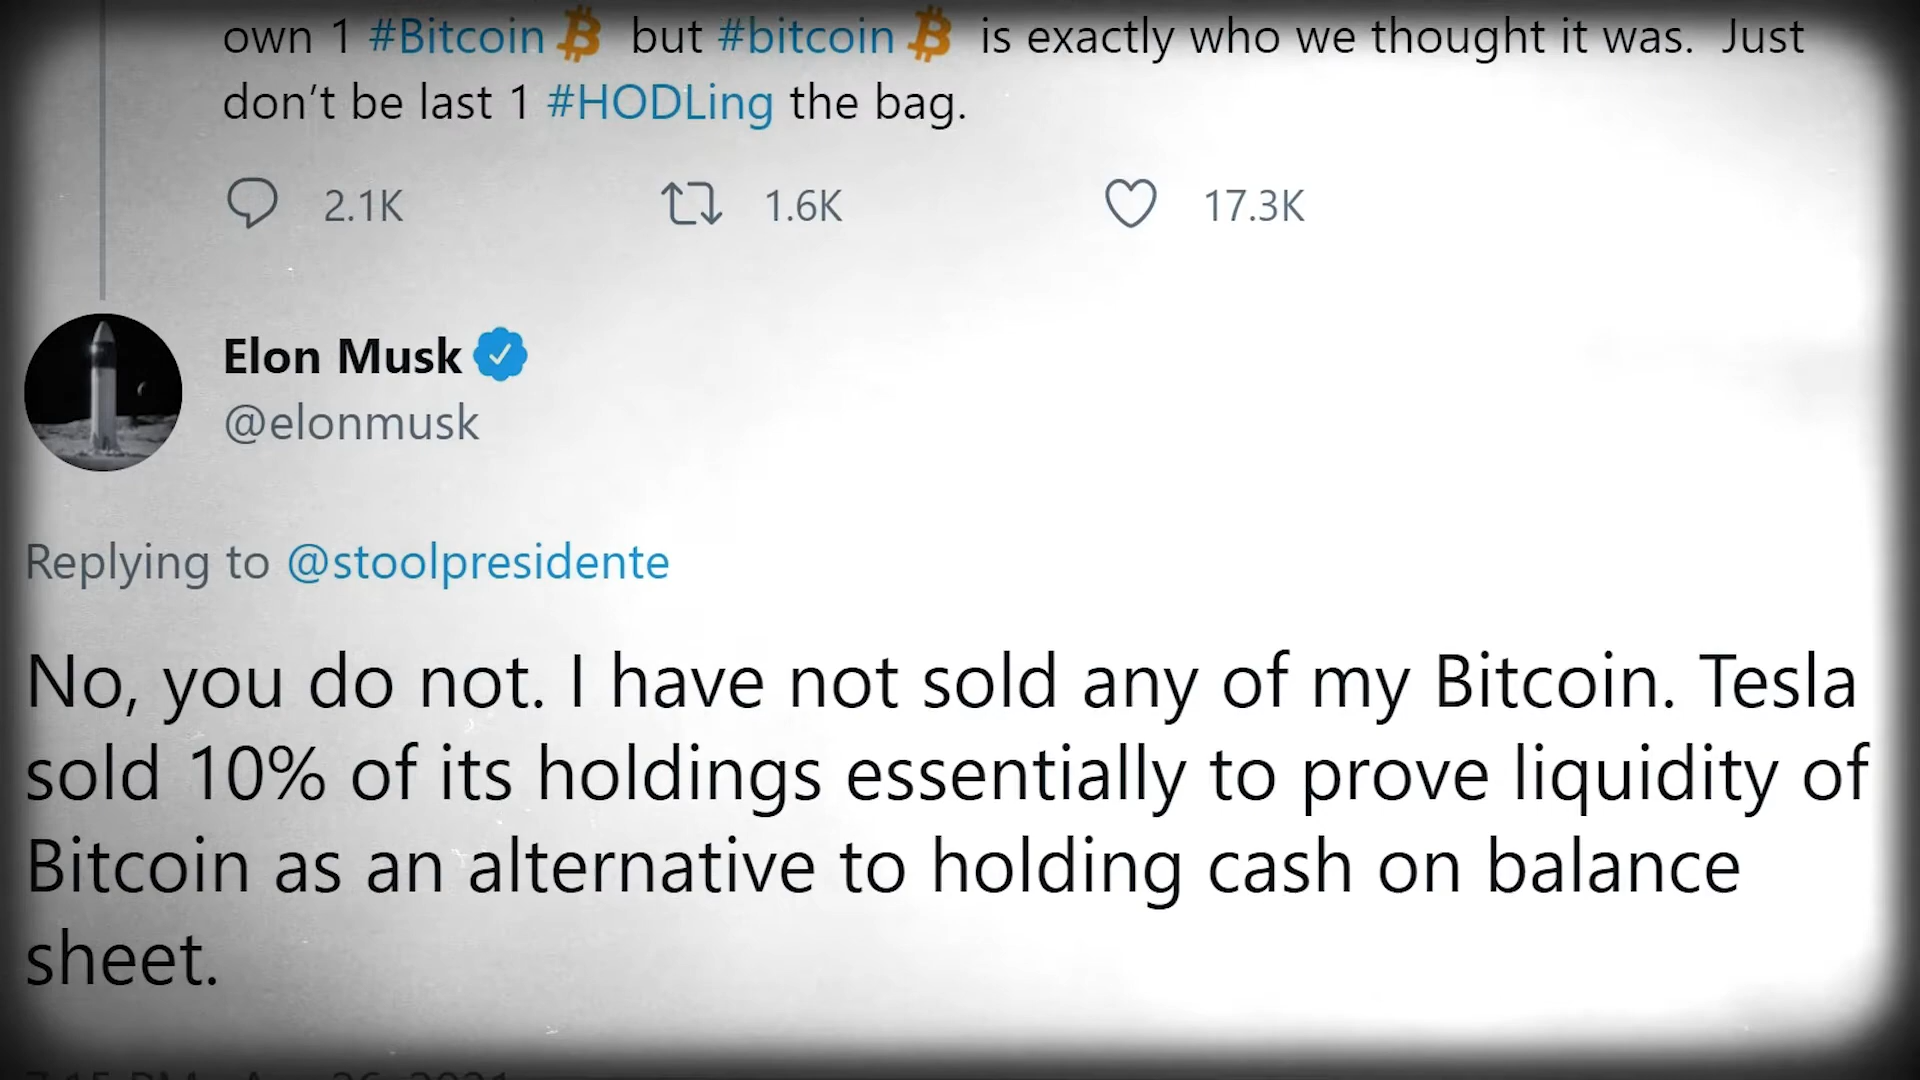 own 1 #Bitcoin but #bitcoin is exactly who we thought it was. Just
don't be last 1 #HODLing the bag.
2.1K 1.6K 17.3K
Elon Musk
@elonmusk
Replying to @stoolpresidente
No, you do not. I have not sold any of my Bitcoin. Tesla
sold 10% of its holdings essentially to prove liquidity of
Bitcoin as an alternative to holding cash on balance
sheet.